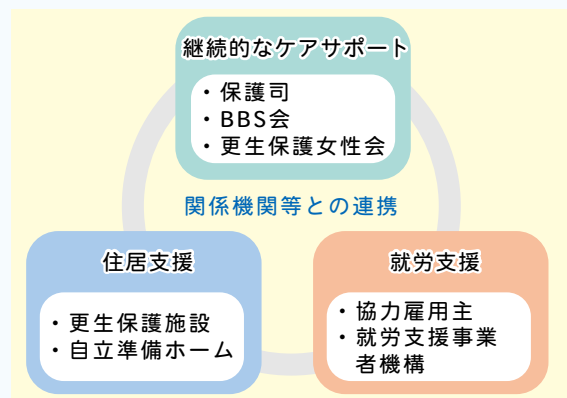 継続的なケアサポート
・保護司
・BBS会
・更生保護女性会
関係機関等との連携
住居支援
・更生保護施設
・自立準備ホーム
就労支援
・協力雇用主
・就労支援事業
者機構